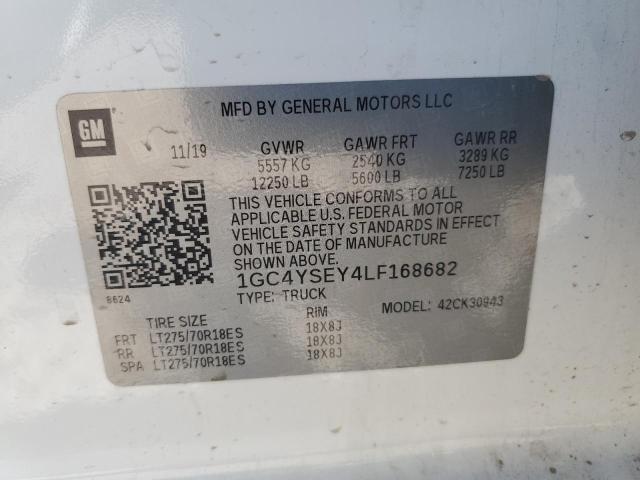 GM
MFD BY GENERAL MOTORS LLC
11/19 GVWR GAWR FRT GAWR RR
5557 KG 2540 KG 3289 KG
12250 LB 5600 LB 7250 LB
THIS VEHICLE CONFORMS TO ALL
APPLICABLE U.S. FEDERAL MOTOR
VEHICLE SAFETY STANDARDS IN EFFECT
ON THE DATE OF MANUFACTURE
SHOWN ABOVE.
1GC4YSEY4LF168682
8624
TYPE: TRUCK MODEL: 42CK30943
TIRE SIZE RIM
FRT LT275/70R18ES 18X8J
RR LT275/70R18ES 18X8J
SPA LT275/70R18ES 18X8J